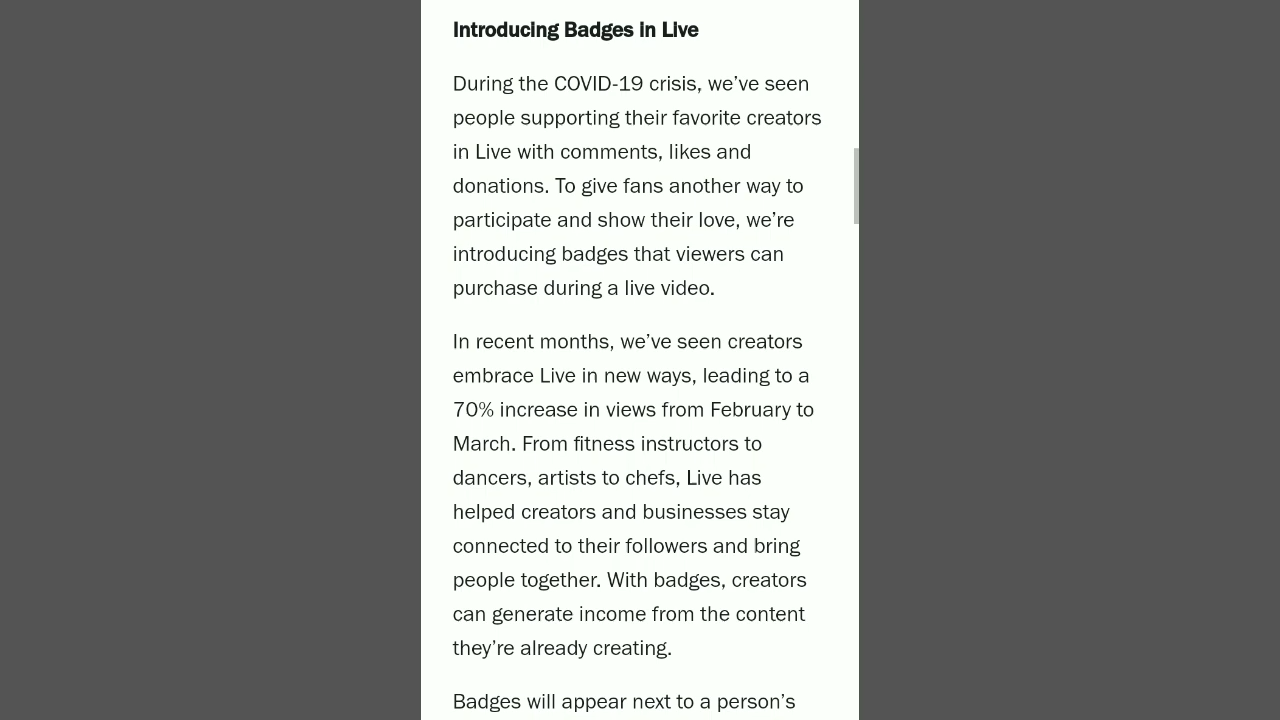 Introducing Badges in Live
During the COVID-19 crisis, we’ve seen
people supporting their favorite creators
in Live with comments, likes and
donations. To give fans another way to
participate and show their love, we’re
introducing badges that viewers can
purchase during a live video.
In recent months, we’ve seen creators
embrace Live in new ways, leading to a
70% increase in views from February to
March. From fitness instructors to
dancers, artists to chefs, Live has
helped creators and businesses stay
connected to their followers and bring
people together. With badges, creators
can generate income from the content
they’re already creating.
Badges will appear next to a person’s